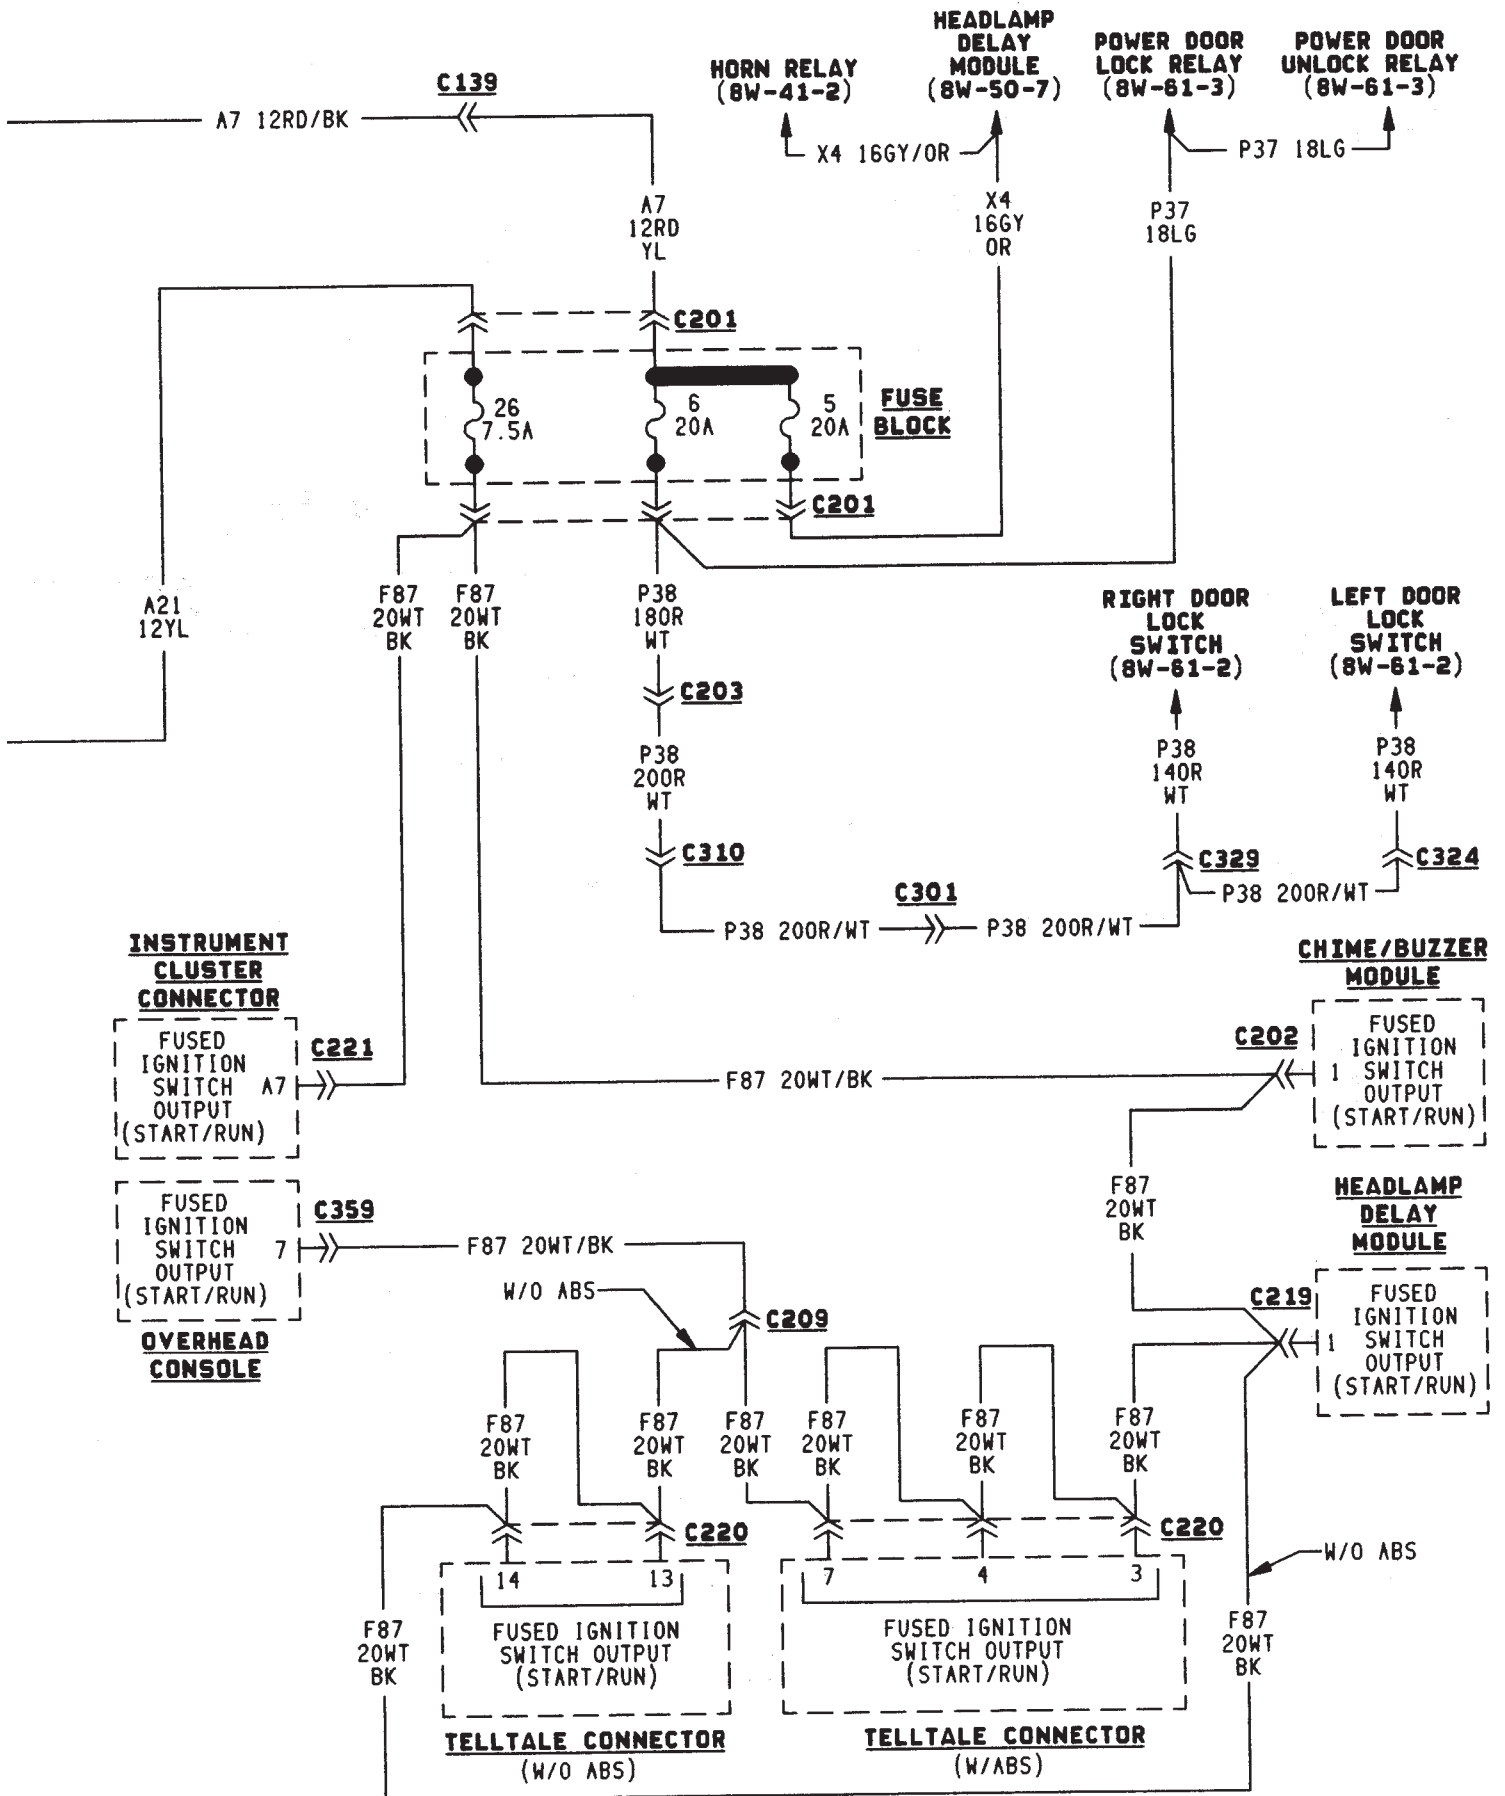 HEADLAMP
DELAY
MODULE
(8W-50-7)
HORN RELAY
(8W-41-2)
POWER DOOR
LOCK RELAY
(8W-61-3)
POWER DOOR
UNLOCK RELAY
(8W-61-3)
C139
A7 12RD/BK
X4 16GY/OR
P37 18LG
A7
12RD
YL
X4
16GY
OR
P37
18LG
C201
26
7.5A
6
20A
5
20A
FUSE
BLOCK
C201
A21
12YL
F87
20WT
BK
F87
20WT
BK
P38
18OR
WT
RIGHT DOOR
LOCK
SWITCH
(8W-61-2)
LEFT DOOR
LOCK
SWITCH
(8W-61-2)
C203
P38
20OR
WT
P38
14OR
WT
P38
14OR
WT
C310
C329
C324
C301
P38 20OR/WT
P38 20OR/WT
P38 20OR/WT
INSTRUMENT
CLUSTER
CONNECTOR
FUSED
IGNITION
SWITCH
OUTPUT
(START/RUN)
A7
C221
CHIME/BUZZER
MODULE
C202
F87 20WT/BK
1
FUSED
IGNITION
SWITCH
OUTPUT
(START/RUN)
FUSED
IGNITION
SWITCH
OUTPUT
(START/RUN)
7
C359
OVERHEAD
CONSOLE
F87 20WT/BK
W/O ABS
C209
F87
20WT
BK
HEADLAMP
DELAY
MODULE
C219
1
FUSED
IGNITION
SWITCH
OUTPUT
(START/RUN)
F87
20WT
BK
F87
20WT
BK
F87
20WT
BK
F87
20WT
BK
F87
20WT
BK
F87
20WT
BK
C220
C220
W/O ABS
14
13
7
4
3
F87
20WT
BK
FUSED IGNITION
SWITCH OUTPUT
(START/RUN)
FUSED IGNITION
SWITCH OUTPUT
(START/RUN)
F87
20WT
BK
TELLTALE CONNECTOR
(W/O ABS)
TELLTALE CONNECTOR
(W/ABS)